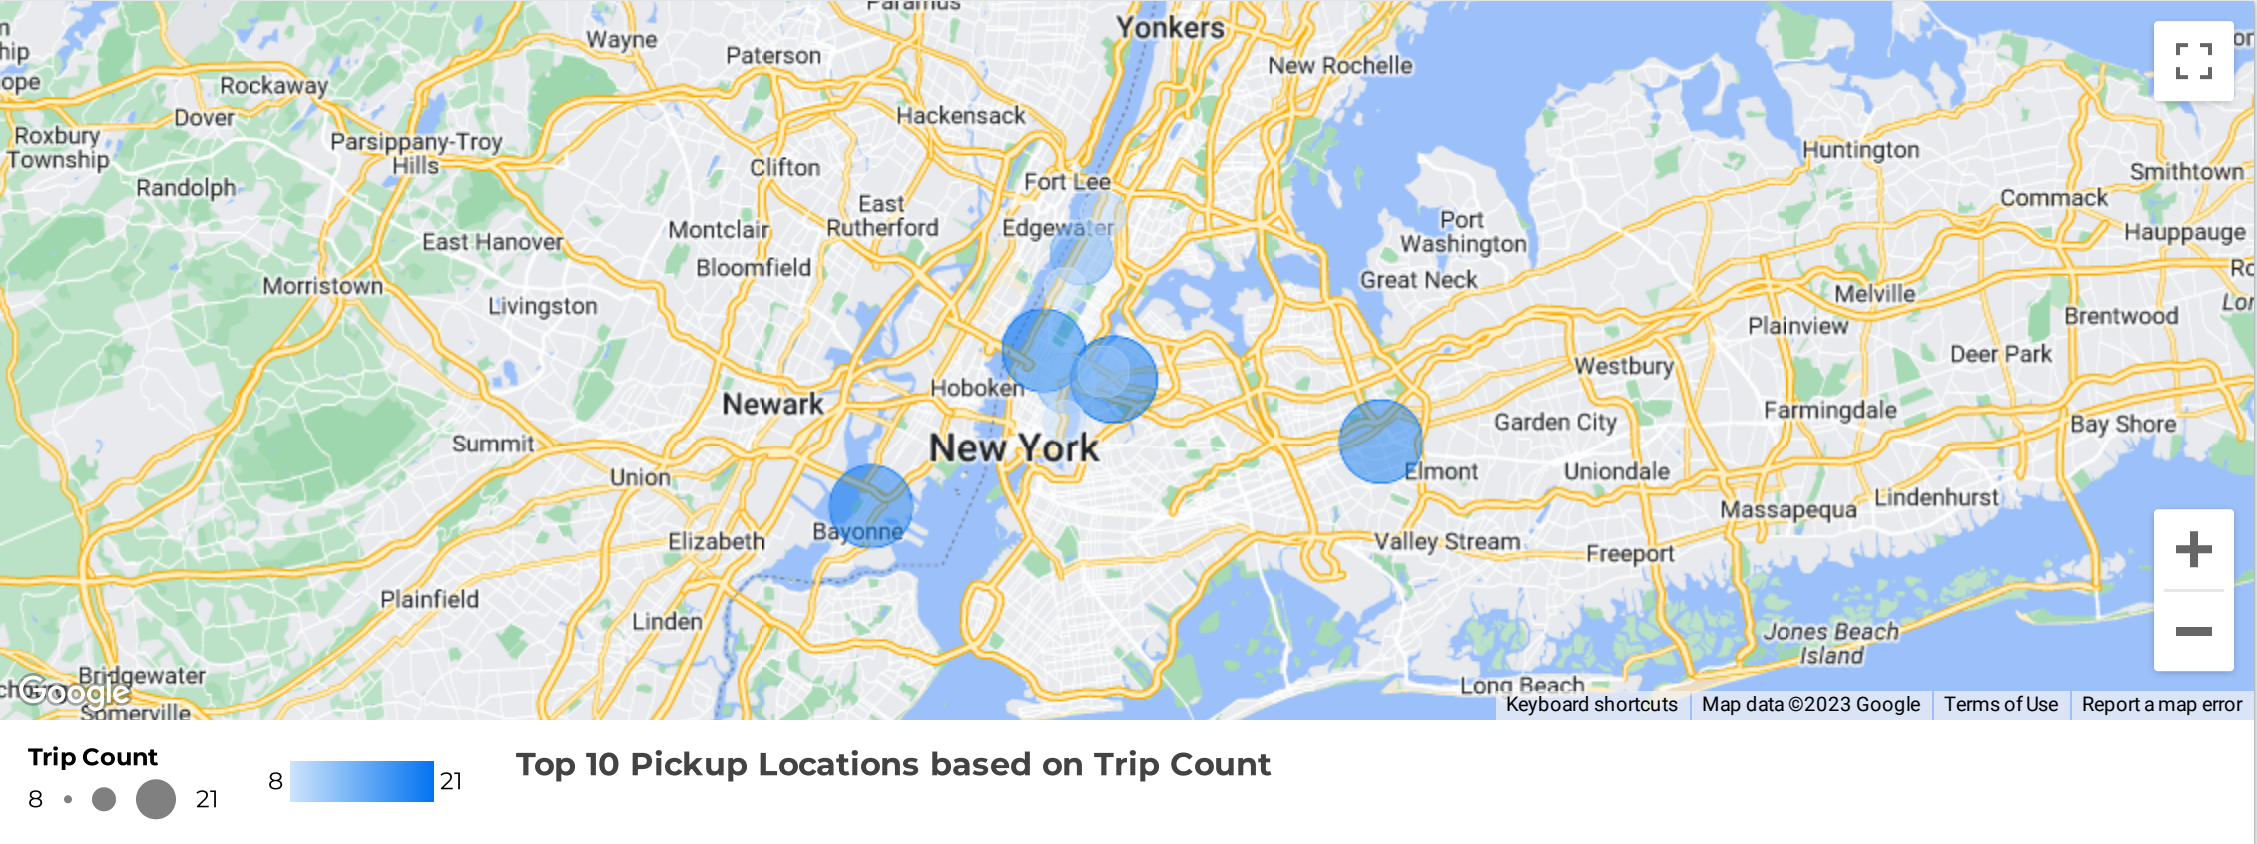 Paramus
Yonkers
Wayne
Paterson
New Rochelle
Rockaway
Dover
Hackensack
Roxbury
Township
Parsippany-Troy
Hills
Clifton
Huntington
Smithtown
Randolph
Fort Lee
Commack
East
Rutherford
Edgewater
Port
Washington
Hauppauge
East Hanover
Montclair
Bloomfield
Great Neck
Morristown
Livingston
Melville
Plainview
Brentwood
Deer Park
Westbury
Hoboken
Newark
Farmingdale
Garden City
Bay Shore
Summit
New York
Union
Elmont
Uniondale
Lindenhurst
Massapequa
Bayonne
Elizabeth
Valley Stream
Freeport
Plainfield
Linden
Jones Beach
Island
Bridgewater
Long Beach
Google
Somerville
Keyboard shortcuts
Map data ©2023 Google
Terms of Use
Report a map error
Trip Count
8 21
8 21
Top 10 Pickup Locations based on Trip Count